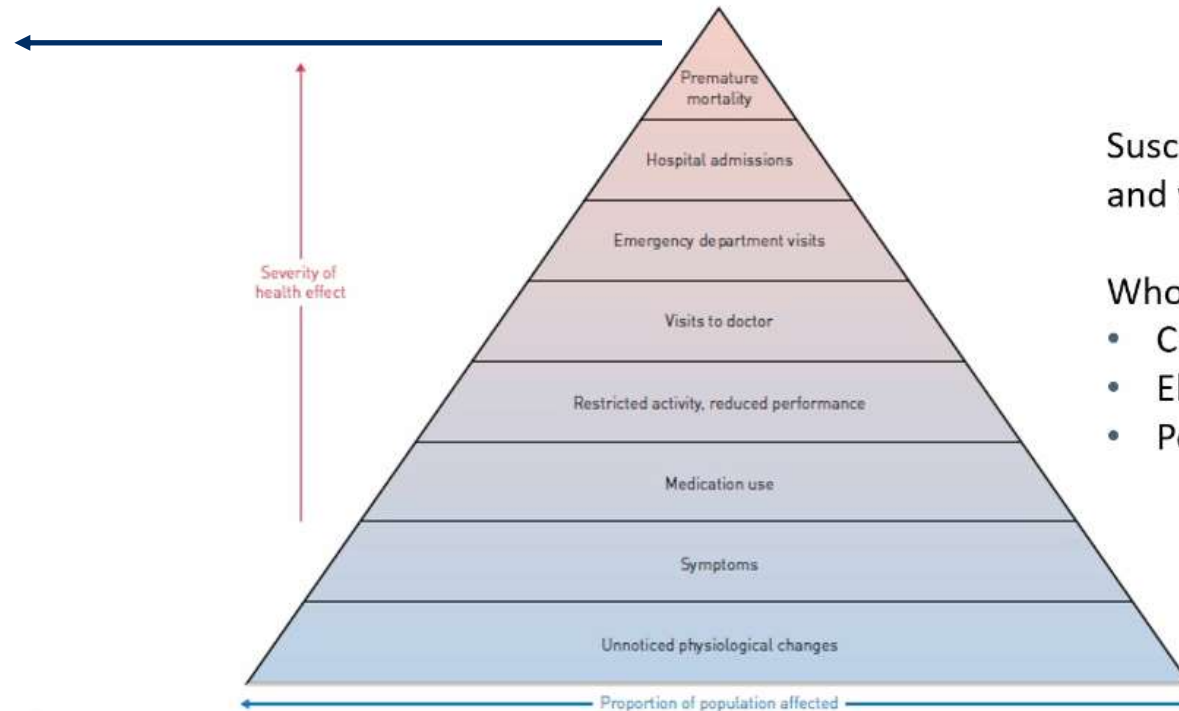 Premature
mortality
Hospital admissions
Emergency department visits
Severity of
health effect
Visits to doctor
Restricted activity, reduced performance
Medication use
Symptoms
Unnoticed physiological changes
Proportion of population affected
and